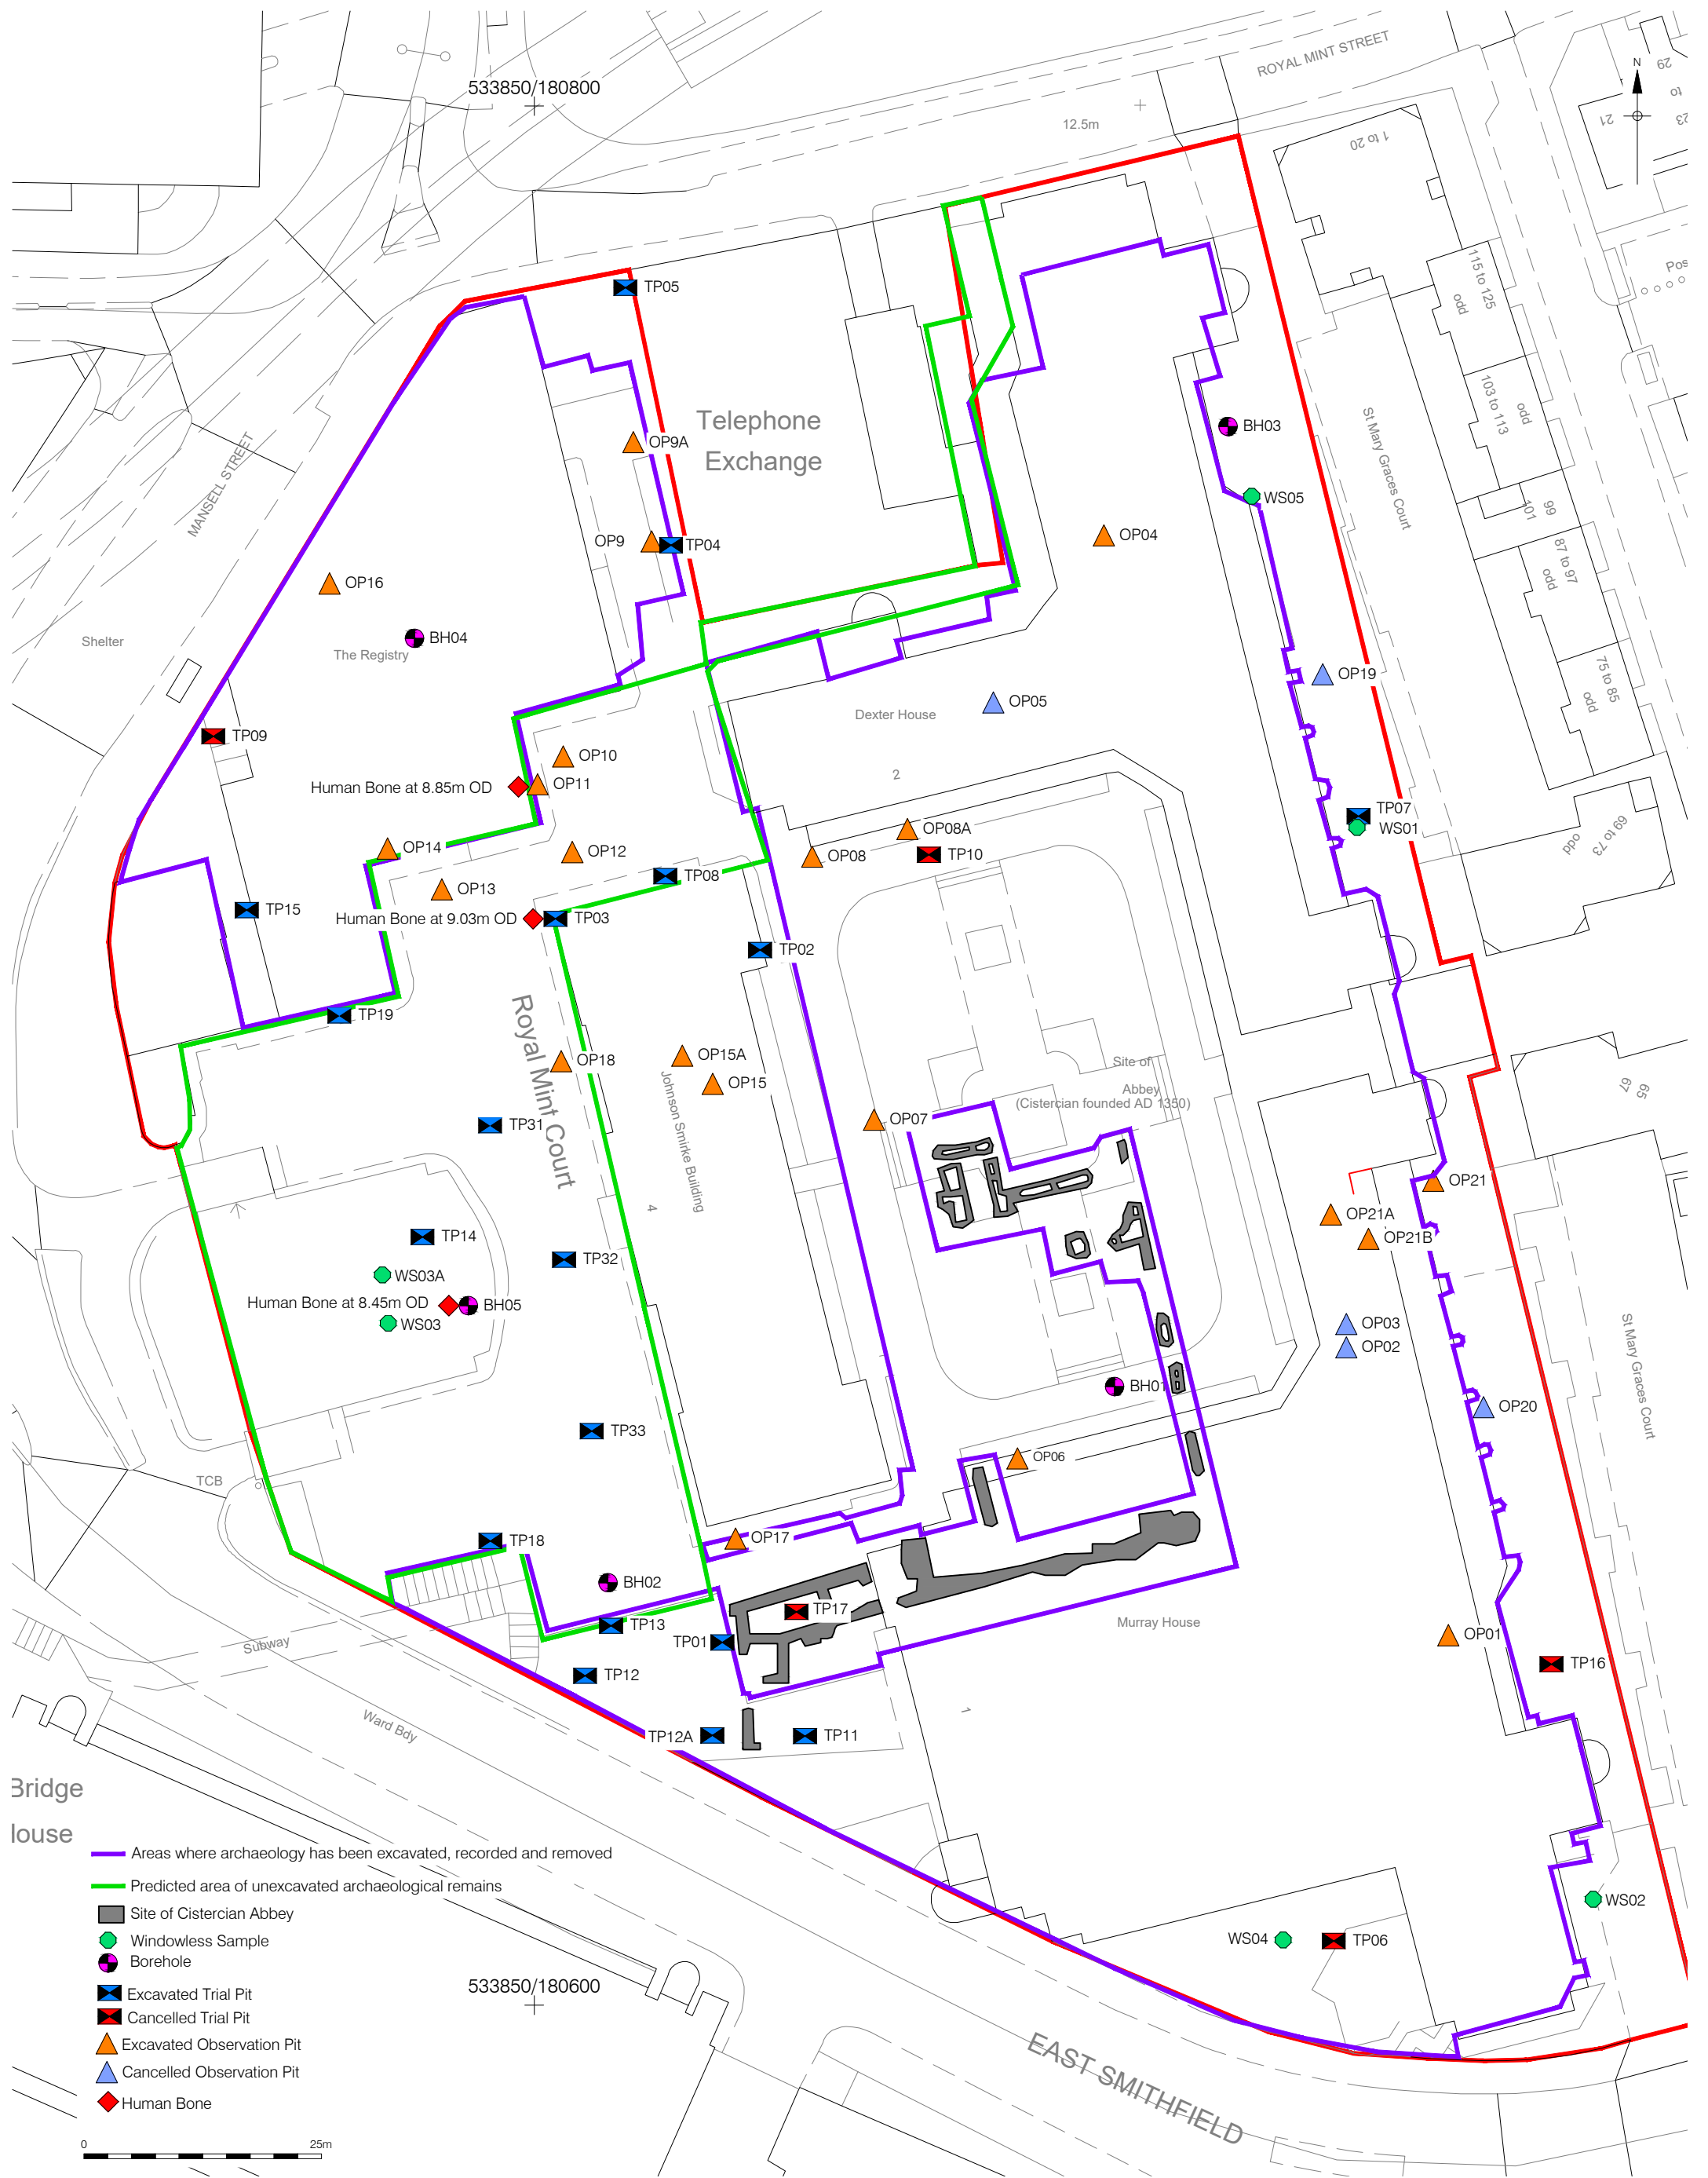 533850/180800
ROYAL MINT STREET
N
29
to
23
21
12.5m
1 to 20
TP05
115 to 125
odd
Pos
Telephone
Exchange
103 to 113
odd
BH03
St Mary Graces Court
OP9A
MANSELL STREET
WS05
99
101
OP9
TP04
OP04
87 to 97
odd
OP16
BH04
Shelter
The Registry
OP19
75 to 85
odd
OP05
Dexter House
TP09
2
OP10
Human Bone at 8.85m OD
OP11
TP07
WS01
OP08A
69 to 73
odd
OP14
OP12
OP08
TP10
TP08
OP13
TP15
Human Bone at 9.03m OD
TP03
TP02
TP19
Royal Mint Court
OP18
OP15A
OP15
Johnson Smirke Building
Site of
Abbey
(Cistercian founded AD 1350)
65
67
TP31
OP07
OP21
4
OP21A
OP21B
TP14
TP32
WS03A
Human Bone at 8.45m OD
BH05
WS03
OP03
OP02
St Mary Graces Court
BH01
OP20
TP33
OP06
TCB
TP18
OP17
BH02
TP17
TP13
Murray House
OP01
TP01
Subway
TP12
TP16
Ward Bdy
1
TP12A
TP11
Bridge
House
Areas where archaeology has been excavated, recorded and removed
Predicted area of unexcavated archaeological remains
Site of Cistercian Abbey
Windowless Sample
Borehole
Excavated Trial Pit
Cancelled Trial Pit
Excavated Observation Pit
Cancelled Observation Pit
Human Bone
0 25m
533850/180600
WS02
WS04
TP06
EAST SMITHFIELD